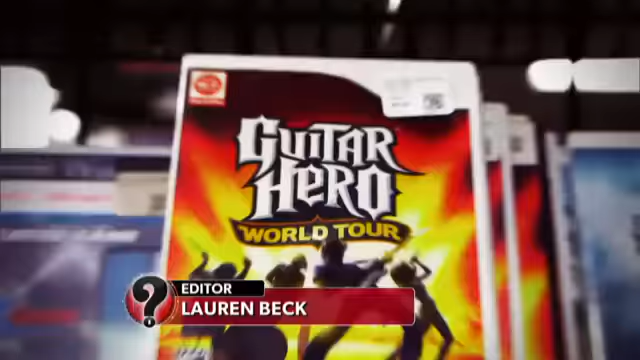 GUITAR
HERO
WORLD TOUR
EDITOR
LAUREN BECK